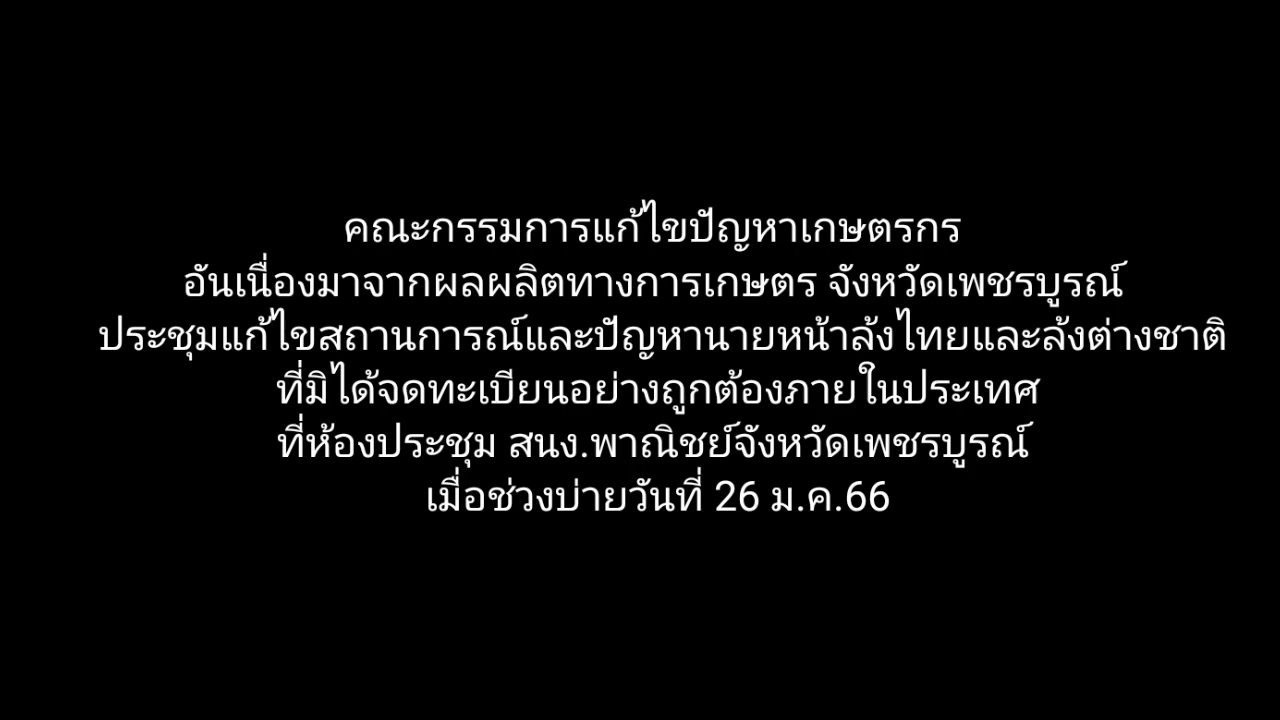 คณะกรรมการแก้ไขปัญหาเกษตรกร
อันเนื่องมาจากผลผลิตทางการเกษตร จังหวัดเพชรบูรณ์
ประชุมแก้ไขสถานการณ์และปัญหานายหน้าล้งไทยและล้งต่างชาติ
ที่มิได้จดทะเบียนอย่างถูกต้องภายในประเทศ
ที่ห้องประชุม สนง.พาณิชย์จังหวัดเพชรบูรณ์
เมื่อช่วงบ่ายวันที่ 26 ม.ค.66